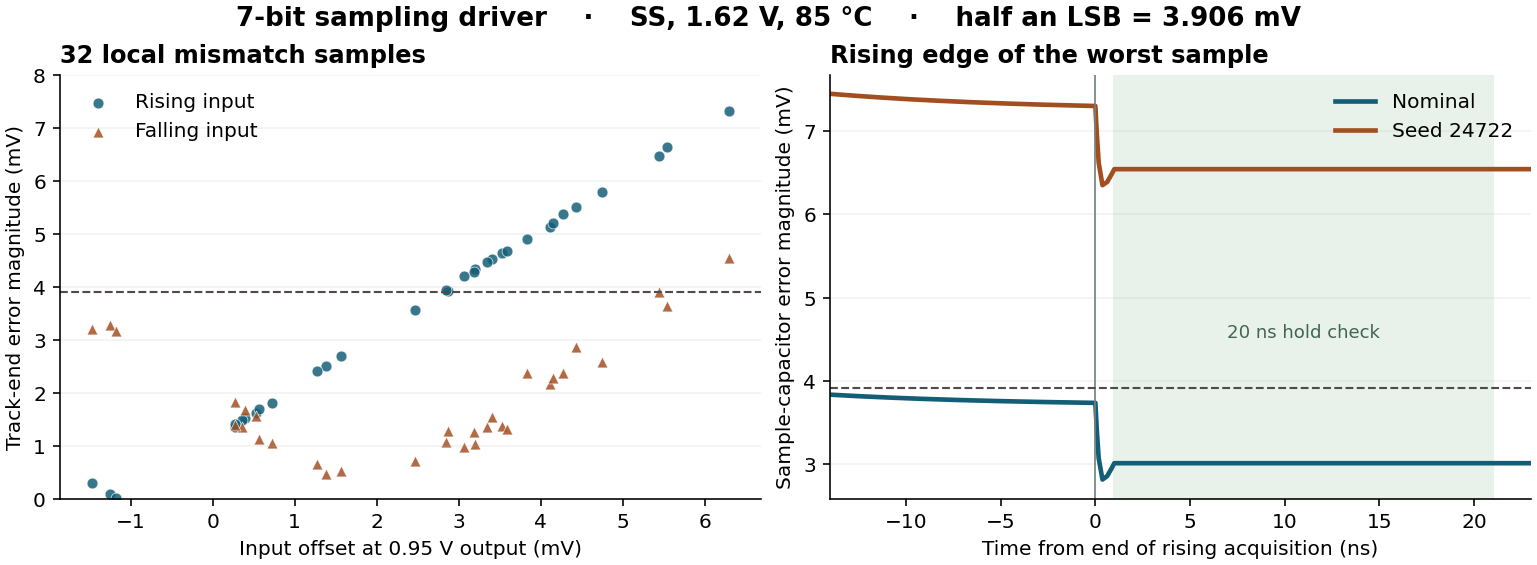 7-bit sampling driver · SS, 1.62 V, 85 °C · half an LSB = 3.906 mV
32 local mismatch samples
Rising input
Falling input
Track-end error magnitude (mV)
8
7
6
5
4
3
2
1
0
−1 0 1 2 3 4 5 6
Input offset at 0.95 V output (mV)
Rising edge of the worst sample
Nominal
Seed 24722
Sample-capacitor error magnitude (mV)
7
6
5
4
3
20 ns hold check
−10 −5 0 5 10 15 20
Time from end of rising acquisition (ns)